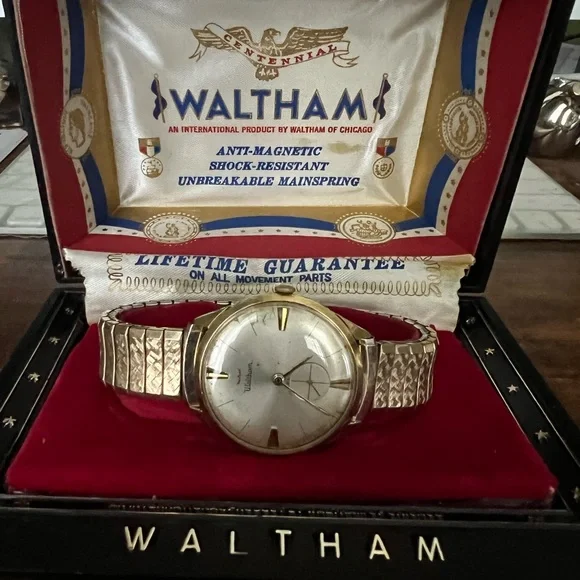 CENTENNIAL
WALTHAM
AN INTERNATIONAL PRODUCT BY WALTHAM OF CHICAGO
ANTI-MAGNETIC
SHOCK-RESISTANT
UNBREAKABLE MAINSPRING
LIFETIME GUARANTEE
ON ALL MOVEMENT PARTS
Waltham
WALTHAM